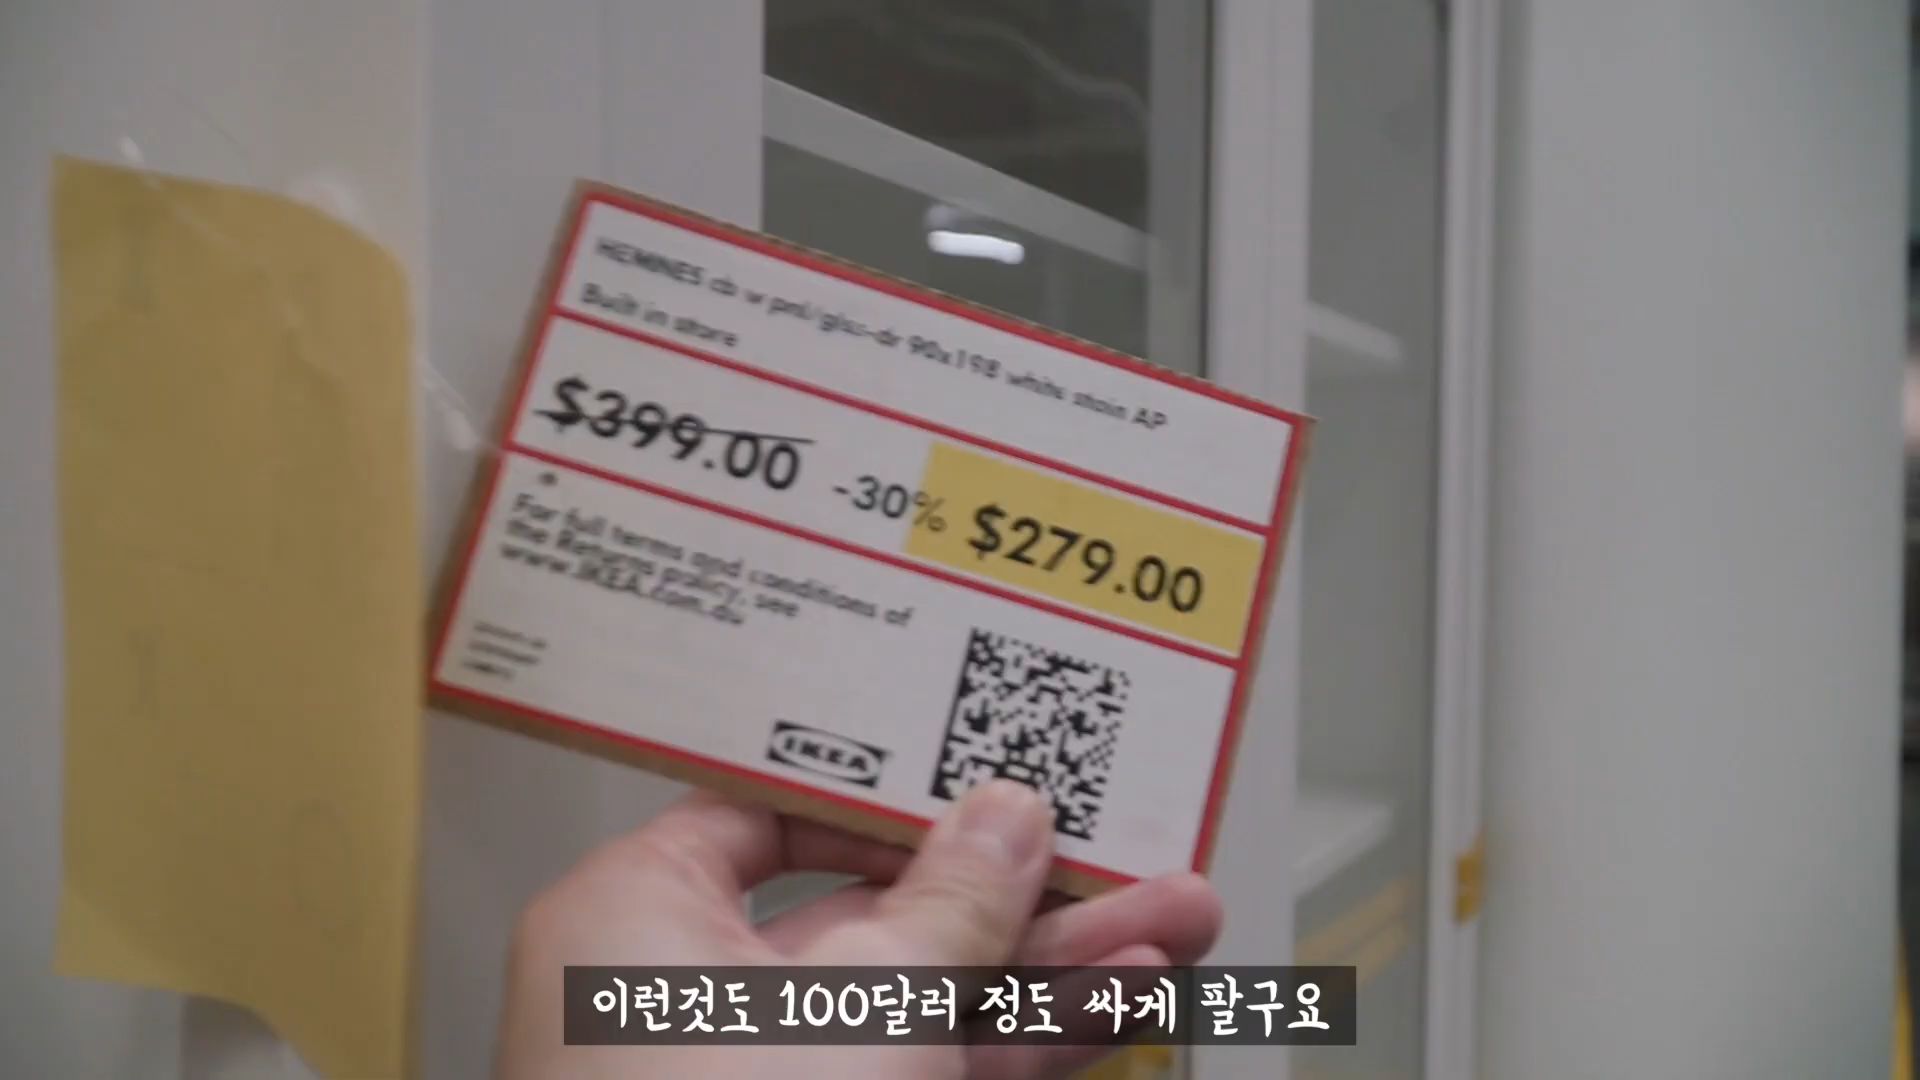 HEMNES cb w pnl/glss-dr 90x198 white stain AP
Built in store
$399.00 -30% $279.00
For full terms and conditions of
the Returns policy, see
www.IKEA.com.au
IKEA
이런것도 100달러 정도 싸게 팔구요